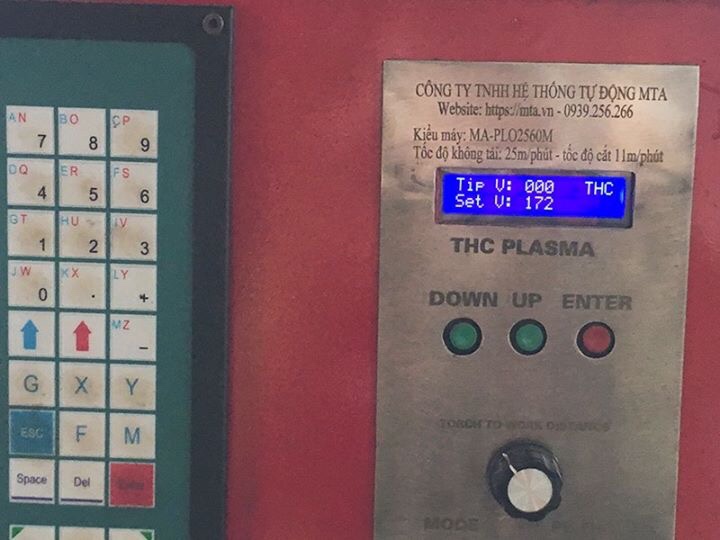 AN 7 BO 8 CP 9
DQ 4 ER 5 FS 6
GT 1 HU 2 IV 3
JW 0 KX . LY +
MZ -
G X Y
ESC F M
Space Del Enter
CÔNG TY TNHH HỆ THỐNG TỰ ĐỘNG MTA
Website: https://mta.vn - 0939.256.266
Kiểu máy: MA-PLO2560M
Tốc độ không tải: 25m/phút - tốc độ cắt 11m/phút
Tip V: 000 THC
Set V: 172
THC PLASMA
DOWN UP ENTER
TORCH TO WORK DISTANCE
MODE